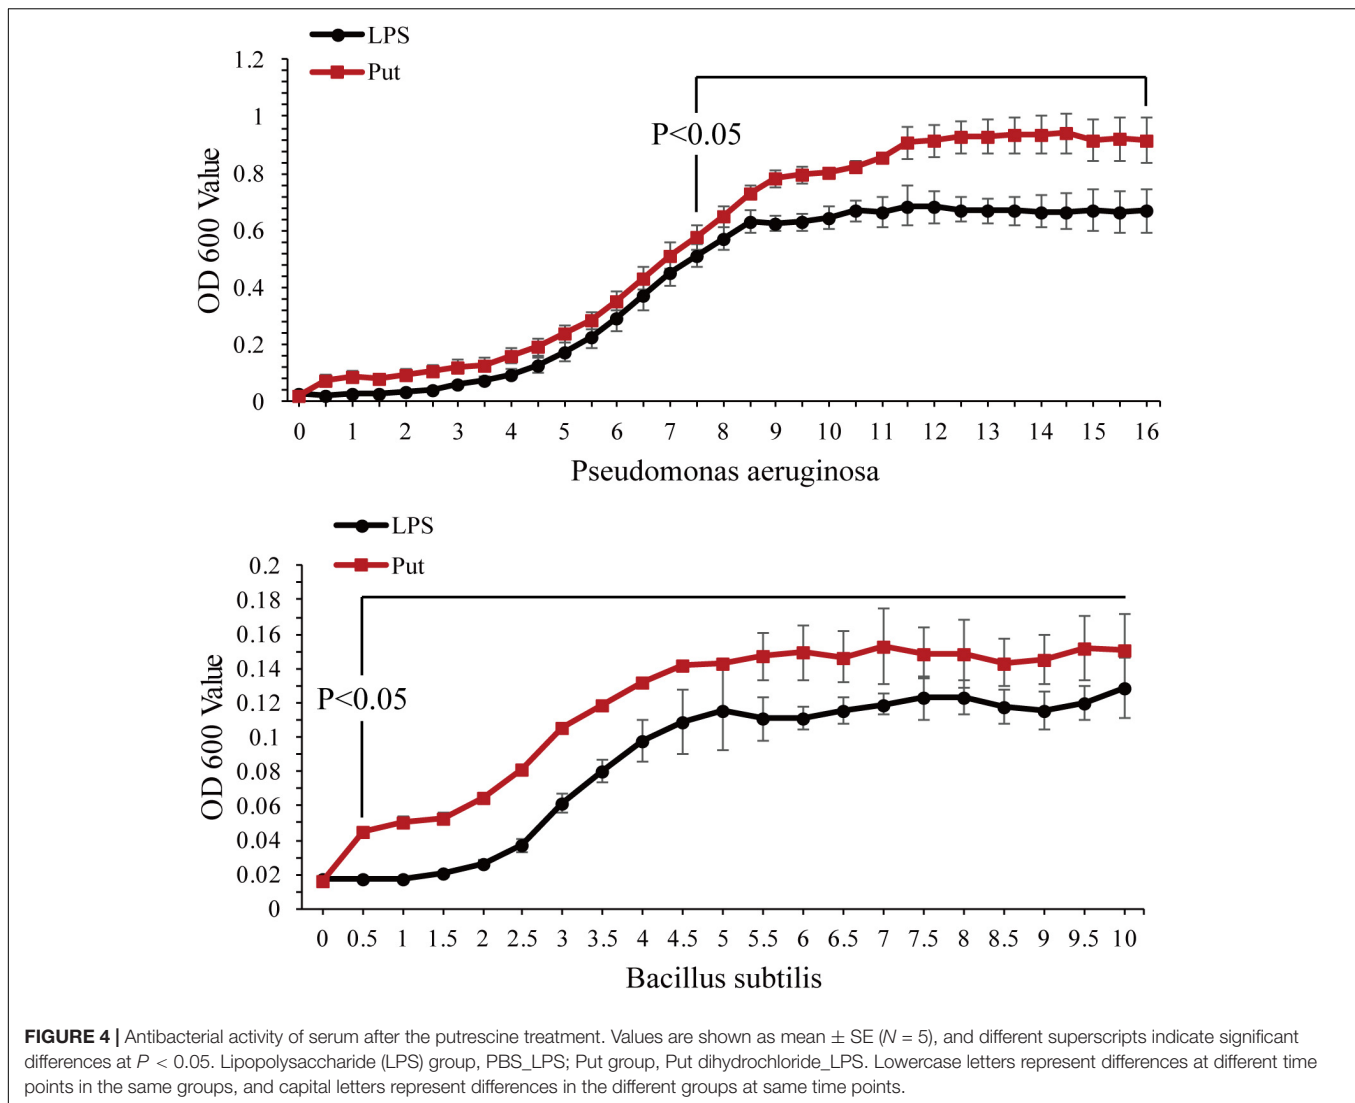 LPS
Put
1.2
1
0.8
0.6
0.4
0.2
0
OD 600 Value
P<0.05
0 1 2 3 4 5 6 7 8 9 10 11 12 13 14 15 16
Pseudomonas aeruginosa
LPS
Put
0.2
0.18
0.16
0.14
0.12
0.1
0.08
0.06
0.04
0.02
0
OD 600 Value
P<0.05
0 0.5 1 1.5 2 2.5 3 3.5 4 4.5 5 5.5 6 6.5 7 7.5 8 8.5 9 9.5 10
Bacillus subtilis
FIGURE 4 | Antibacterial activity of serum after the putrescine treatment. Values are shown as mean ± SE (N = 5), and different superscripts indicate significant
differences at P < 0.05. Lipopolysaccharide (LPS) group, PBS_LPS; Put group, Put dihydrochloride_LPS. Lowercase letters represent differences at different time
points in the same groups, and capital letters represent differences in the different groups at same time points.